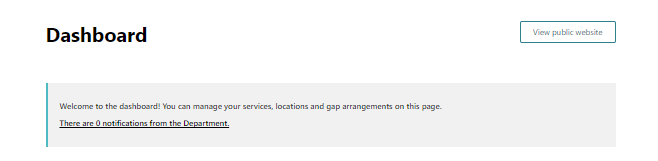 Dashboard
View public website
Welcome to the dashboard! You can manage your services, locations and gap arrangements on this page.
There are 0 notifications from the Department.